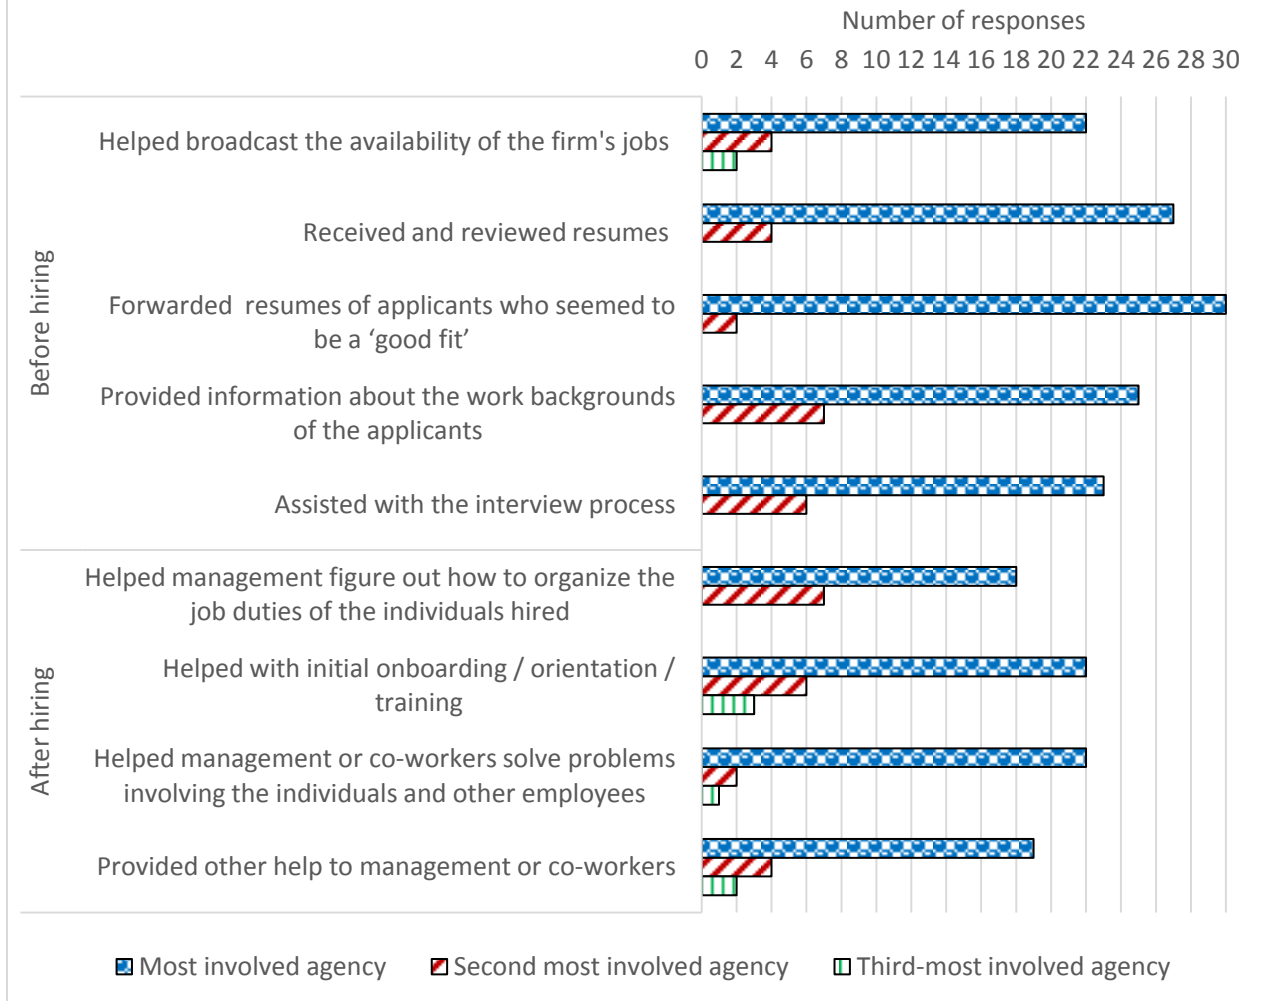 Number of responses
0 2 4 6 8 10 12 14 16 18 20 22 24 26 28 30
Before hiring
Helped broadcast the availability of the firm's jobs
Received and reviewed resumes
Forwarded resumes of applicants who seemed to
be a ‘good fit’
Provided information about the work backgrounds
of the applicants
Assisted with the interview process
After hiring
Helped management figure out how to organize the
job duties of the individuals hired
Helped with initial onboarding / orientation /
training
Helped management or co-workers solve problems
involving the individuals and other employees
Provided other help to management or co-workers
Most involved agency Second most involved agency Third-most involved agency